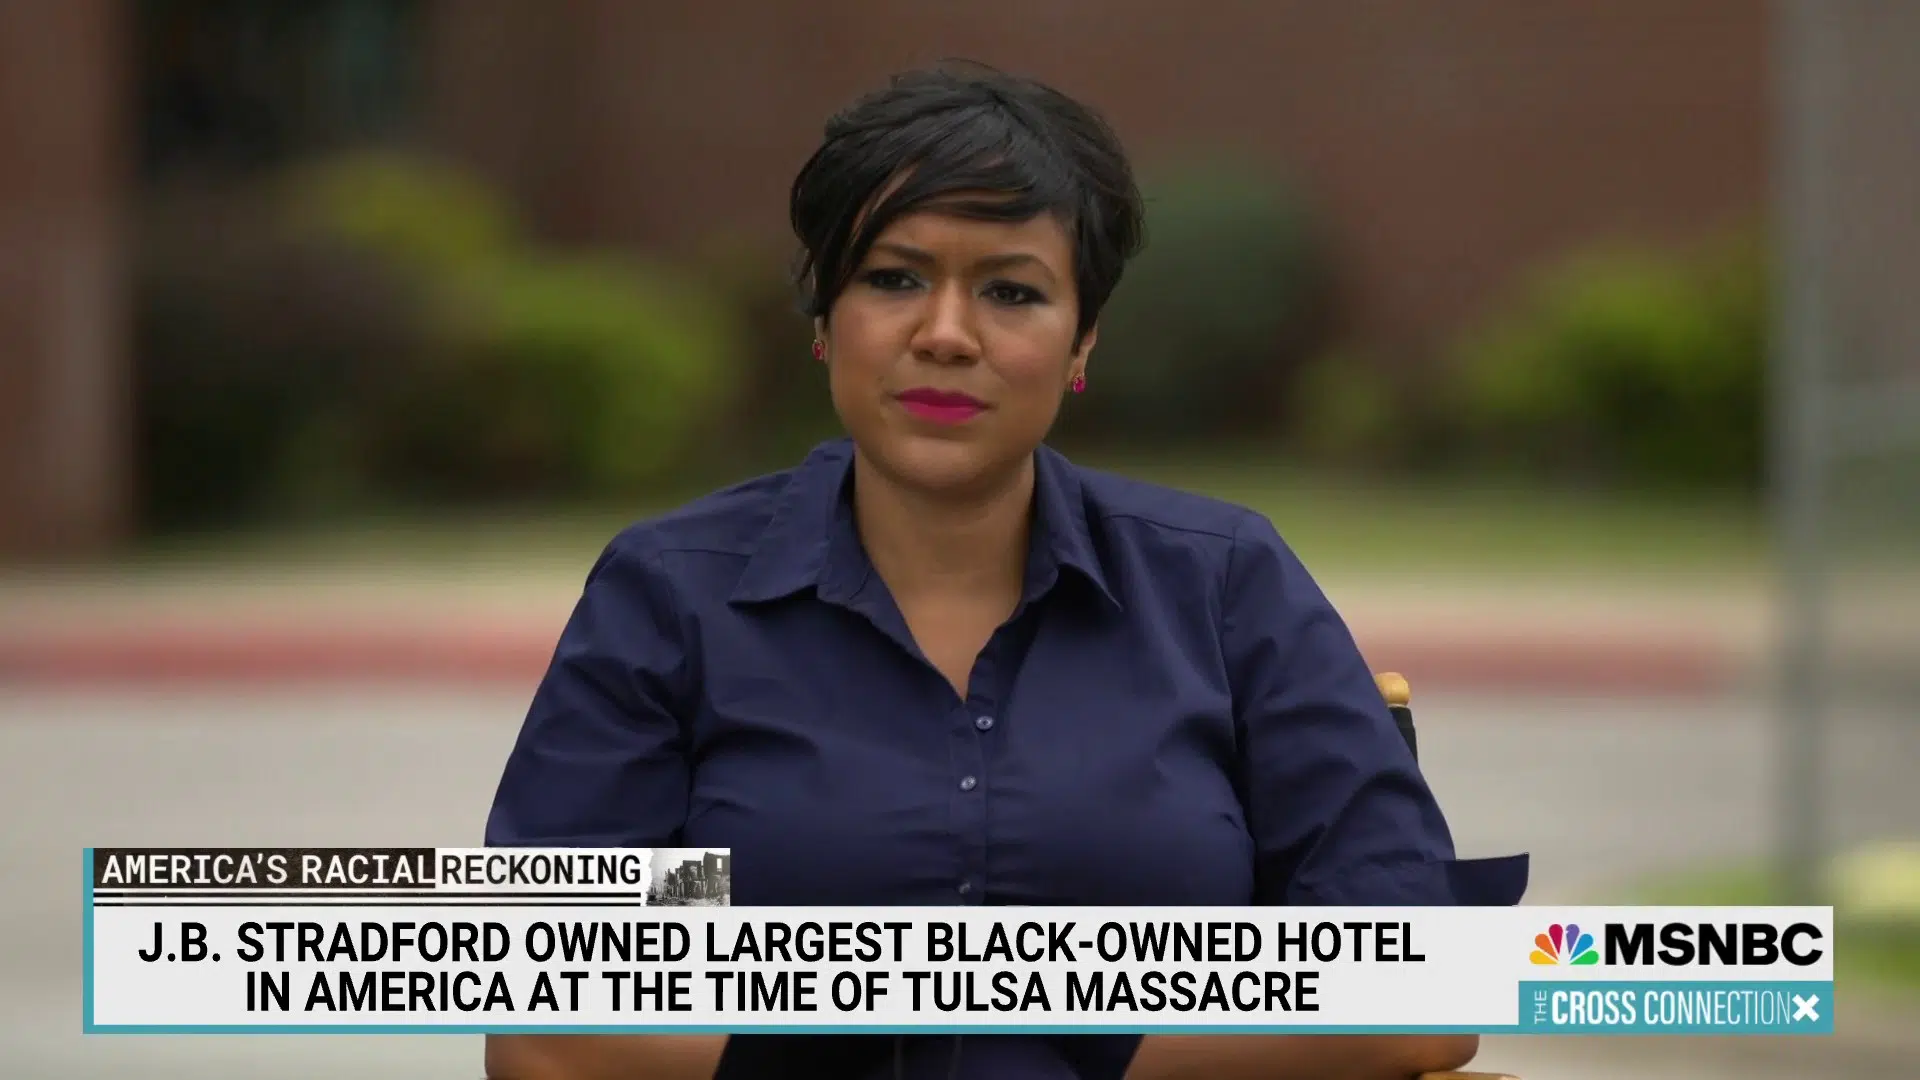 AMERICA'S RACIAL RECKONING
J.B. STRADFORD OWNED LARGEST BLACK-OWNED HOTEL
IN AMERICA AT THE TIME OF TULSA MASSACRE
MSNBC
THE CROSS CONNECTION